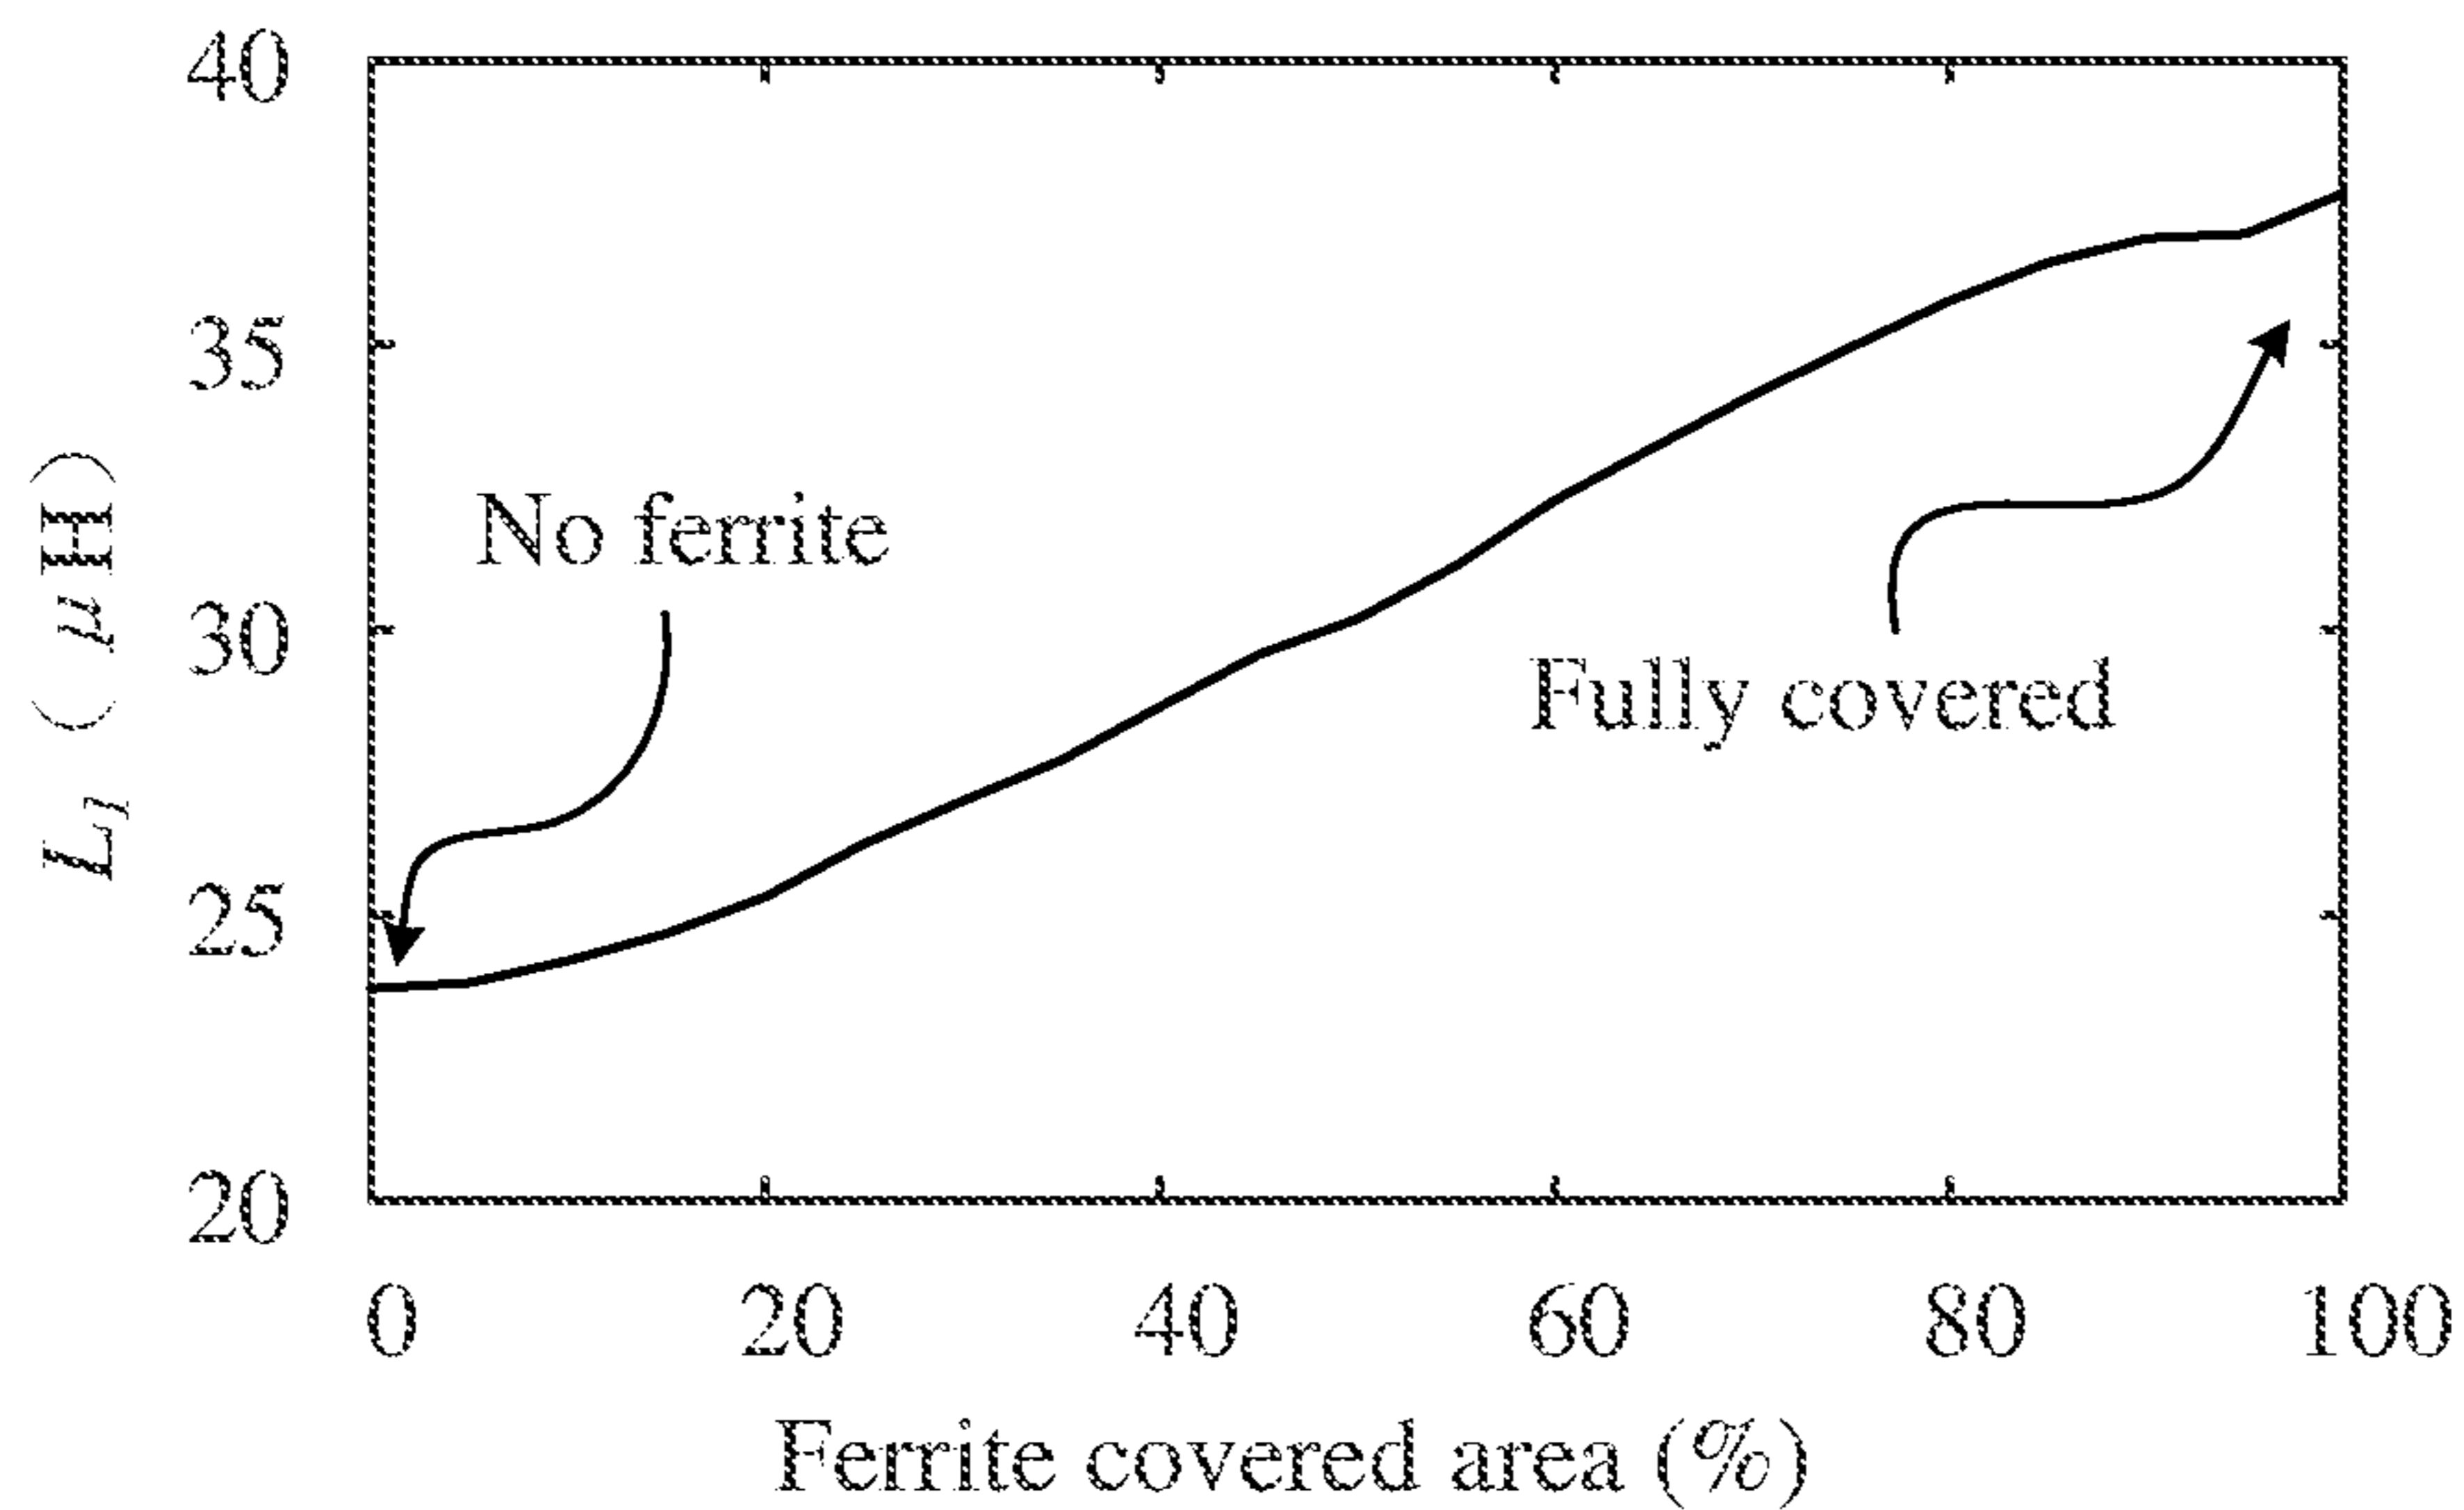 40
35
30
25
20
L1 (μH)
No ferrite
Fully covered
0 20 40 60 80 100
Ferrite covered area (%)